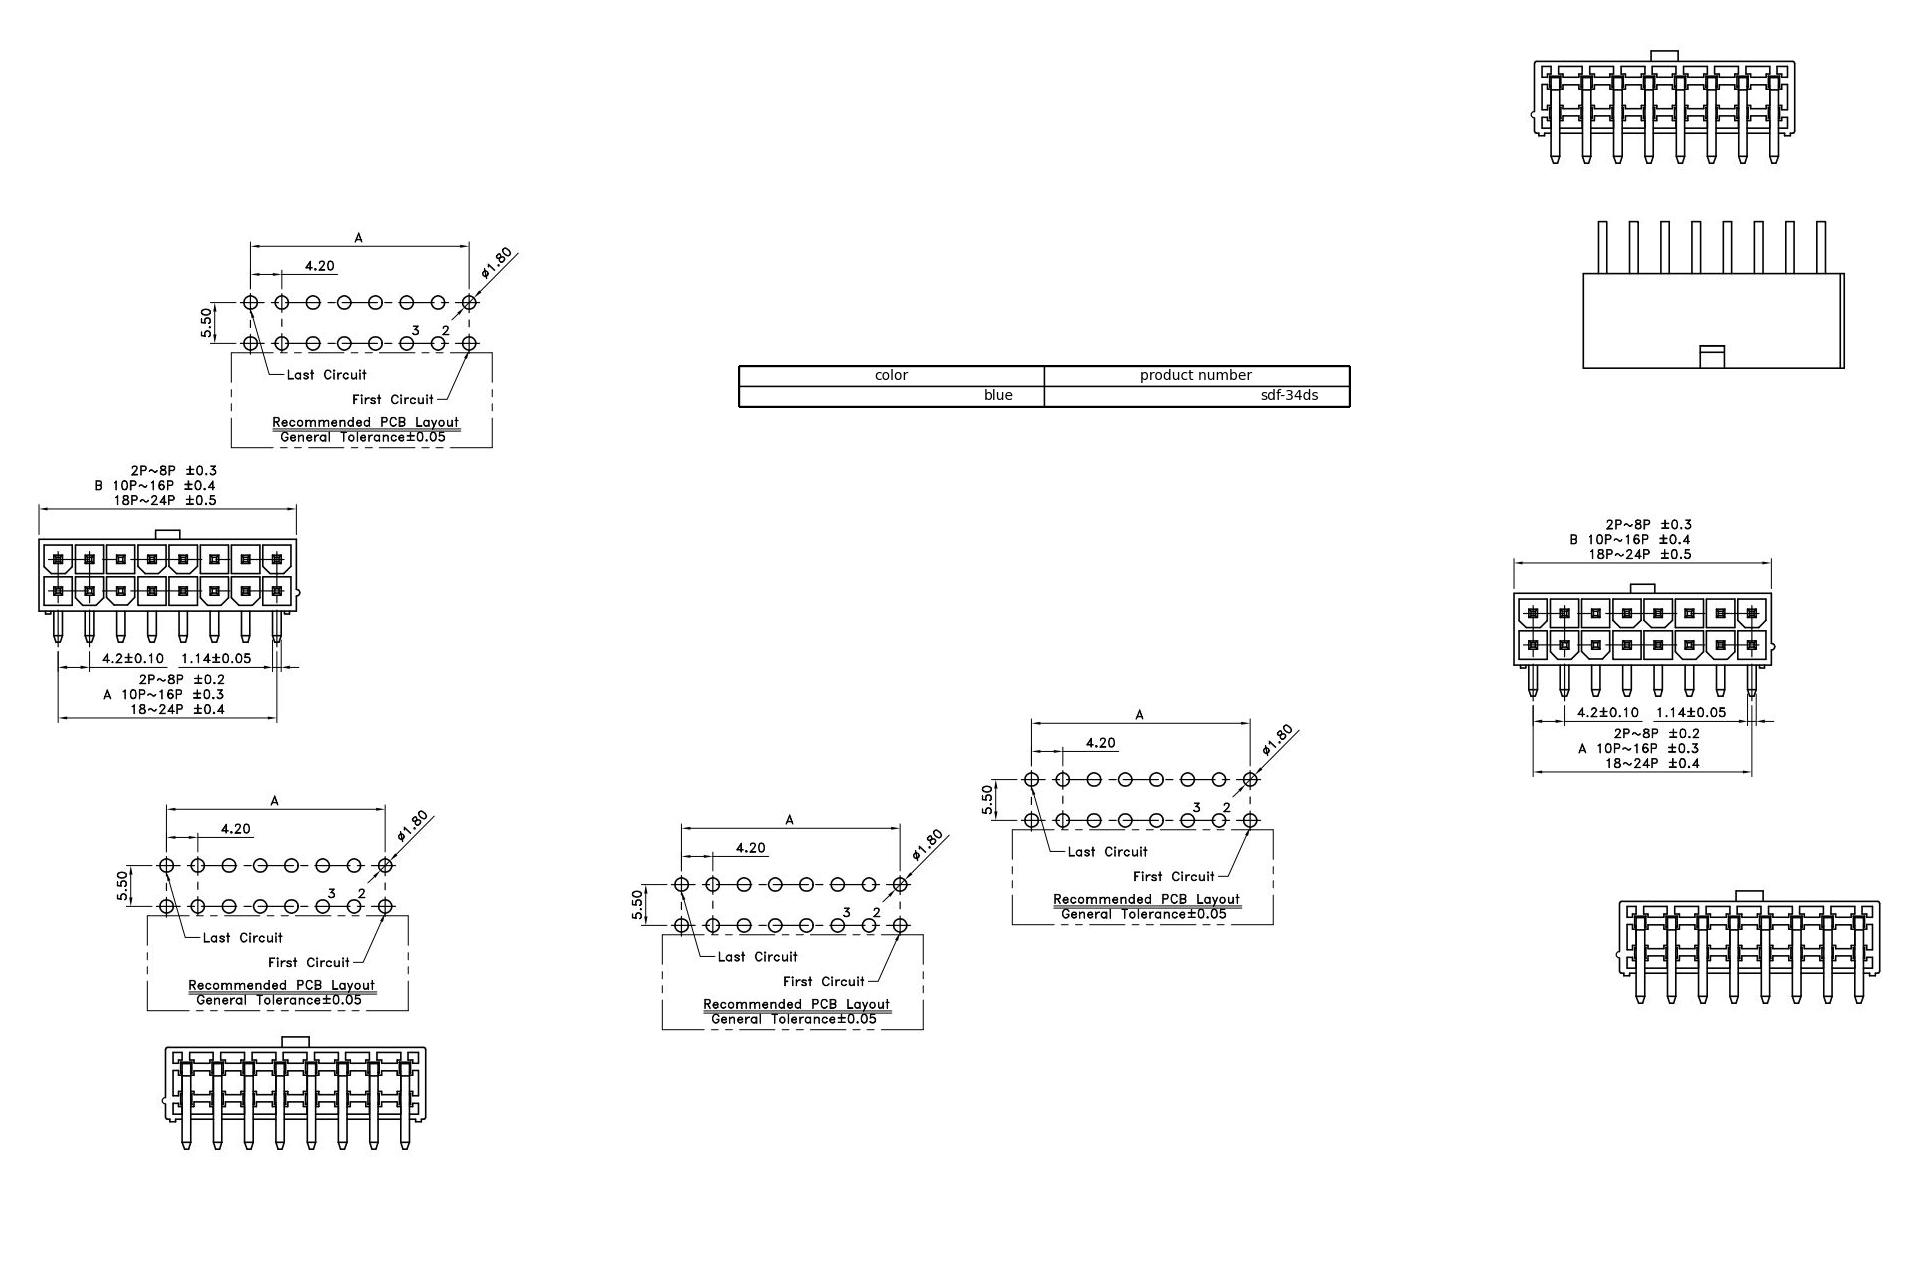 A
4.20
ø1.80
5.50
3 2
Last Circuit
First Circuit
Recommended PCB Layout
General Tolerance±0.05
color product number
blue sdf-34ds
2P~8P ±0.3
B 10P~16P ±0.4
18P~24P ±0.5
4.2±0.10 1.14±0.05
2P~8P ±0.2
A 10P~16P ±0.3
18~24P ±0.4
2P~8P ±0.3
B 10P~16P ±0.4
18P~24P ±0.5
4.2±0.10 1.14±0.05
2P~8P ±0.2
A 10P~16P ±0.3
18~24P ±0.4
A
4.20
ø1.80
5.50
3 2
Last Circuit
First Circuit
Recommended PCB Layout
General Tolerance±0.05
A
4.20
ø1.80
5.50
3 2
Last Circuit
First Circuit
Recommended PCB Layout
General Tolerance±0.05
A
4.20
ø1.80
5.50
3 2
Last Circuit
First Circuit
Recommended PCB Layout
General Tolerance±0.05